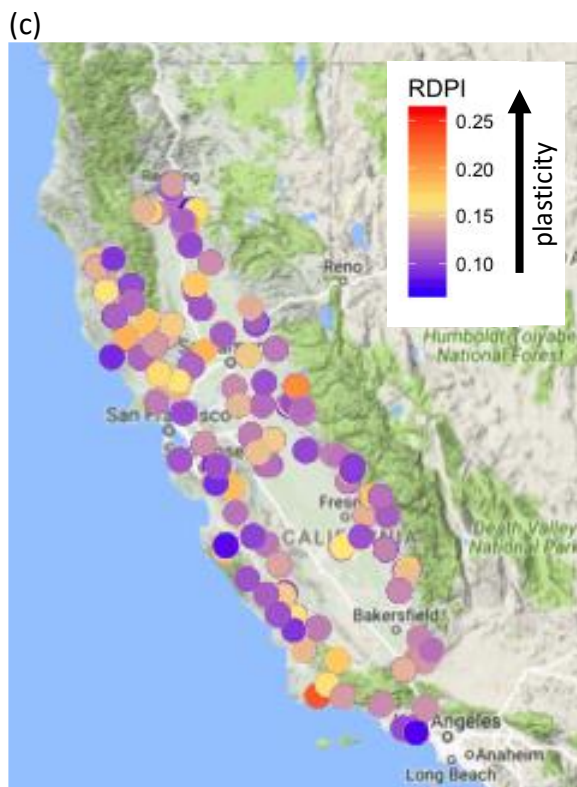 (c)
RDPI
0.25
0.20
0.15
0.10
plasticity
Reno
Humboldt Toiyabe
National Forest
San Francisco
Death Valley
National Park
CALIFORNIA
Bakersfield
Angeles
Anaheim
Long Beach